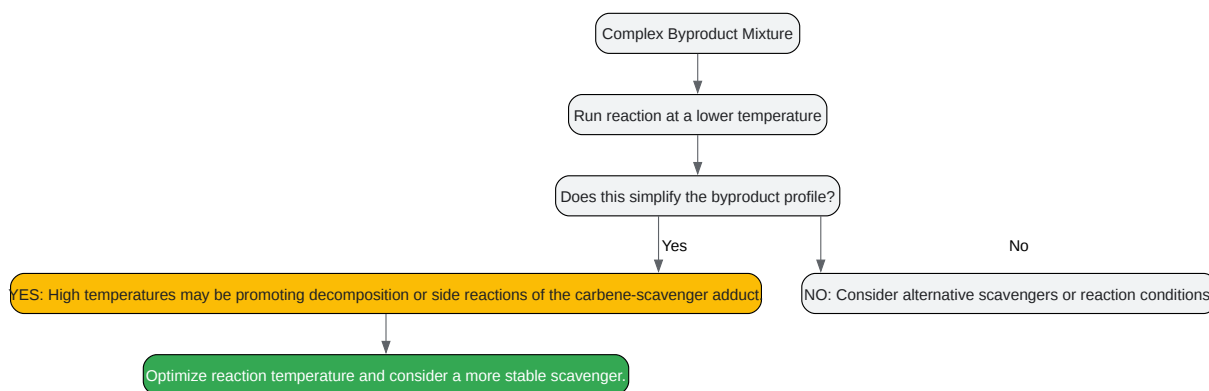 Complex Byproduct Mixture
Run reaction at a lower temperature
Does this simplify the byproduct profile?
Yes
No
YES: High temperatures may be promoting decomposition or side reactions of the carbene-scavenger adduct.
NO: Consider alternative scavengers or reaction conditions
Optimize reaction temperature and consider a more stable scavenger.